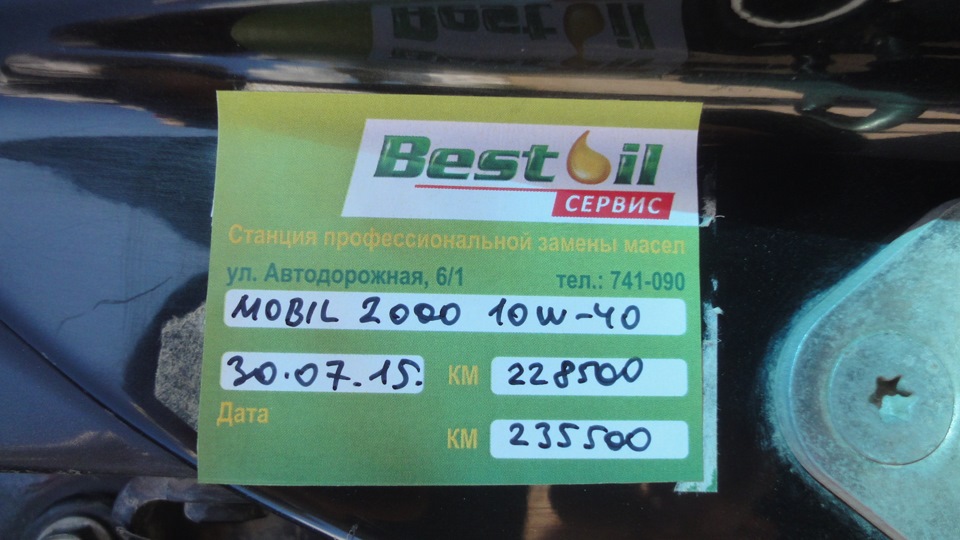 Best Oil
СЕРВИС
Станция профессиональной замены масел
ул. Автодорожная, 6/1 тел.: 741-090
MOBIL 2000 10W-40
30.07.15. КМ 228500
Дата
КМ 235500